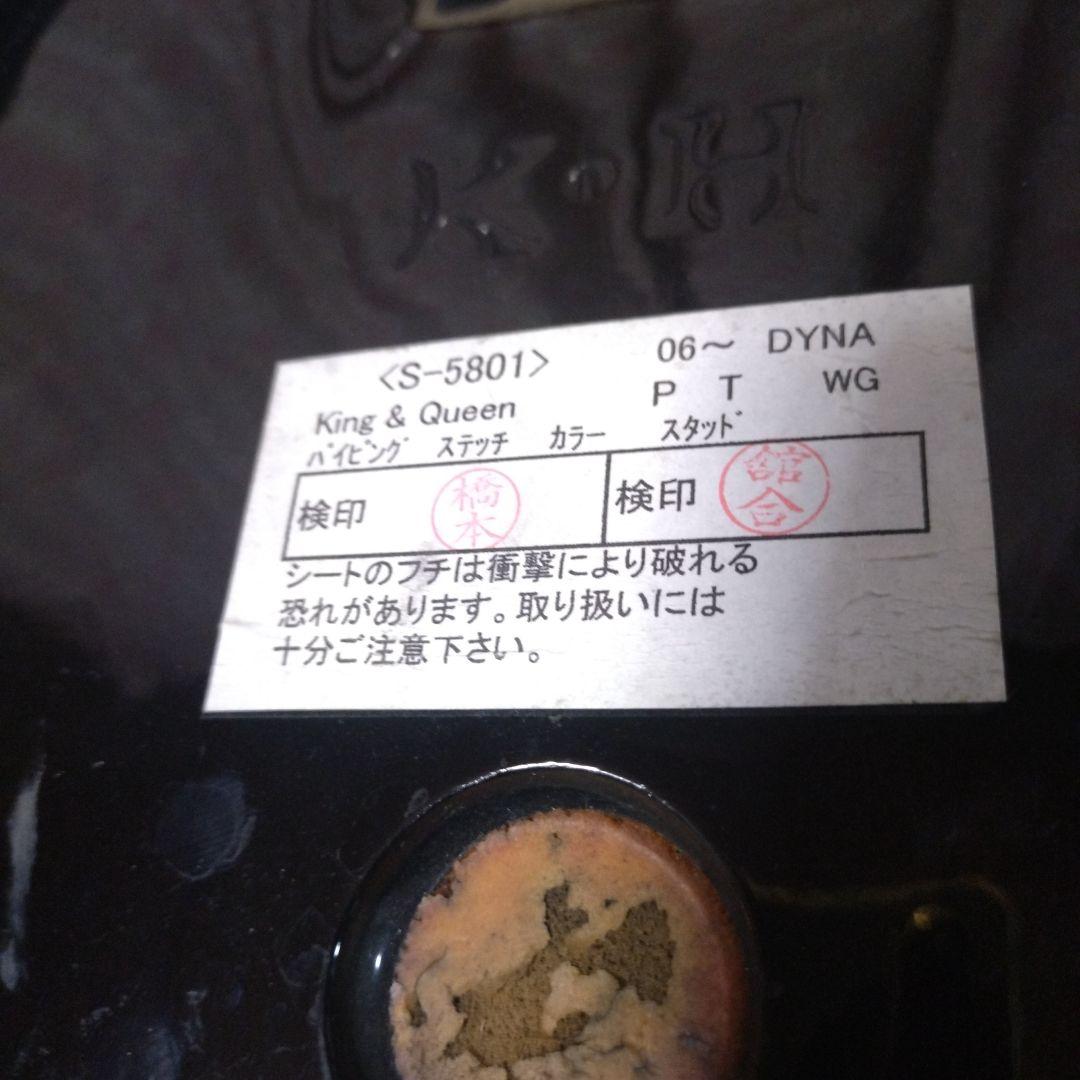 K•H
<S-5801> 06～ DYNA
King & Queen P T WG
ﾊﾟｲﾋﾟﾝｸﾞ ｽﾃｯﾁ ｶﾗｰ ｽﾀｯﾄﾞ
検印 橋本 検印 舘合
シートのフチは衝撃により破れる
恐れがあります。取り扱いには
十分ご注意下さい。